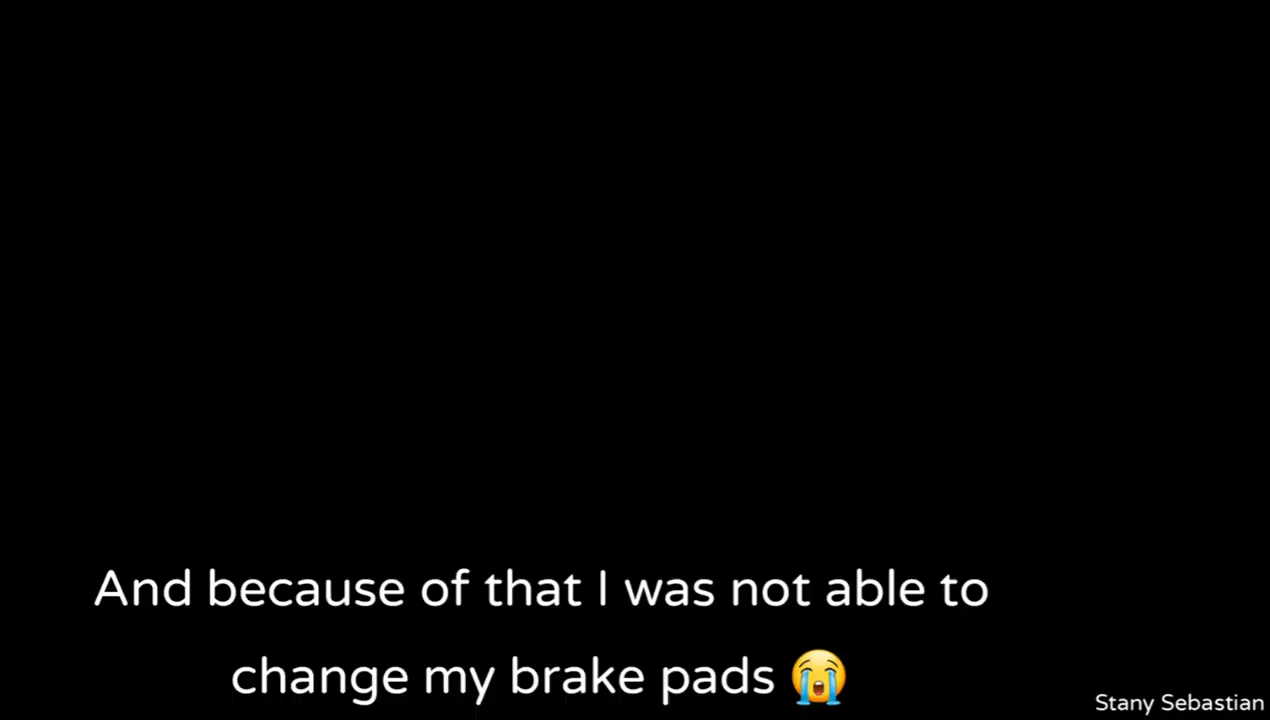 And because of that I was not able to
change my brake pads 😭
Stany Sebastian